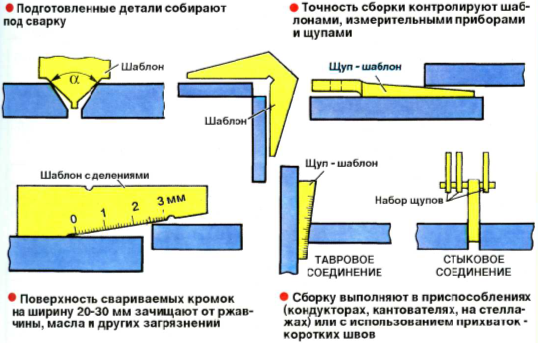 ● Подготовленные детали собирают
под сварку
● Точность сборки контролируют шаб-
лонами, измерительными приборами
и щупами
Шаблон
α
Шаблон
Щуп - шаблон
Шаблон с делениями
0 1 2 3 мм
Щуп - шаблон
Набор щупов
ТАВРОВОЕ
СОЕДИНЕНИЕ
СТЫКОВОЕ
СОЕДИНЕНИЕ
● Поверхность свариваемых кромок
на ширину 20-30 мм зачищают от ржав-
чины, масла и других загрязнений
● Сборку выполняют в приспособлениях
(кондукторах, кантователях, на стелла-
жах) или с использованием прихваток -
коротких швов